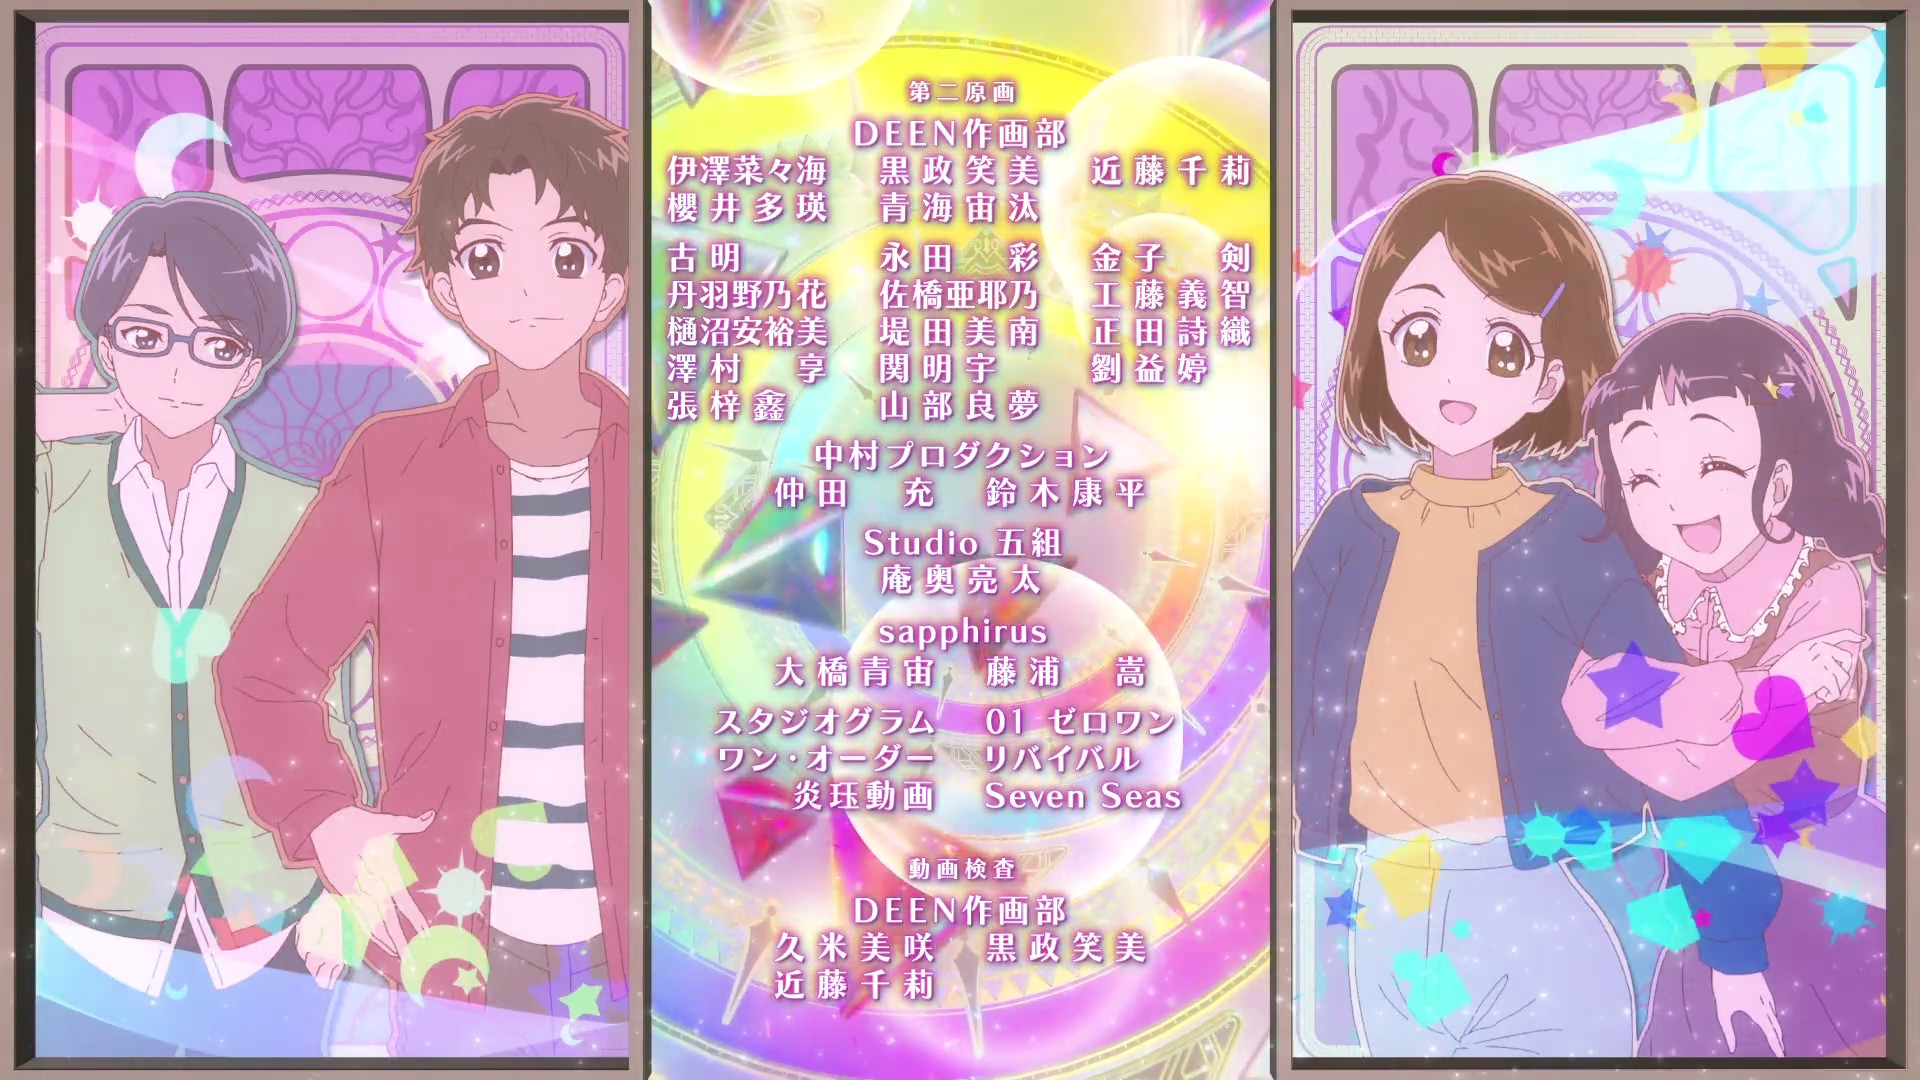 第二原画
DEEN作画部
伊澤菜々海 黒政笑美 近藤千莉
櫻井多瑛 青海宙汰
古明 永田彩 金子剣
丹羽野乃花 佐橋亜耶乃 工藤義智
樋沼安裕美 堤田美南 正田詩織
澤村享 関明宇 劉益婷
張梓鑫 山部良夢
中村プロダクション
仲田充 鈴木康平
Studio 五組
庵奥亮太
sapphirus
大橋青宙 藤浦嵩
スタジオグラム 01 ゼロワン
ワン・オーダー リバイバル
炎珏動画 Seven Seas
動画検査
DEEN作画部
久米美咲 黒政笑美
近藤千莉